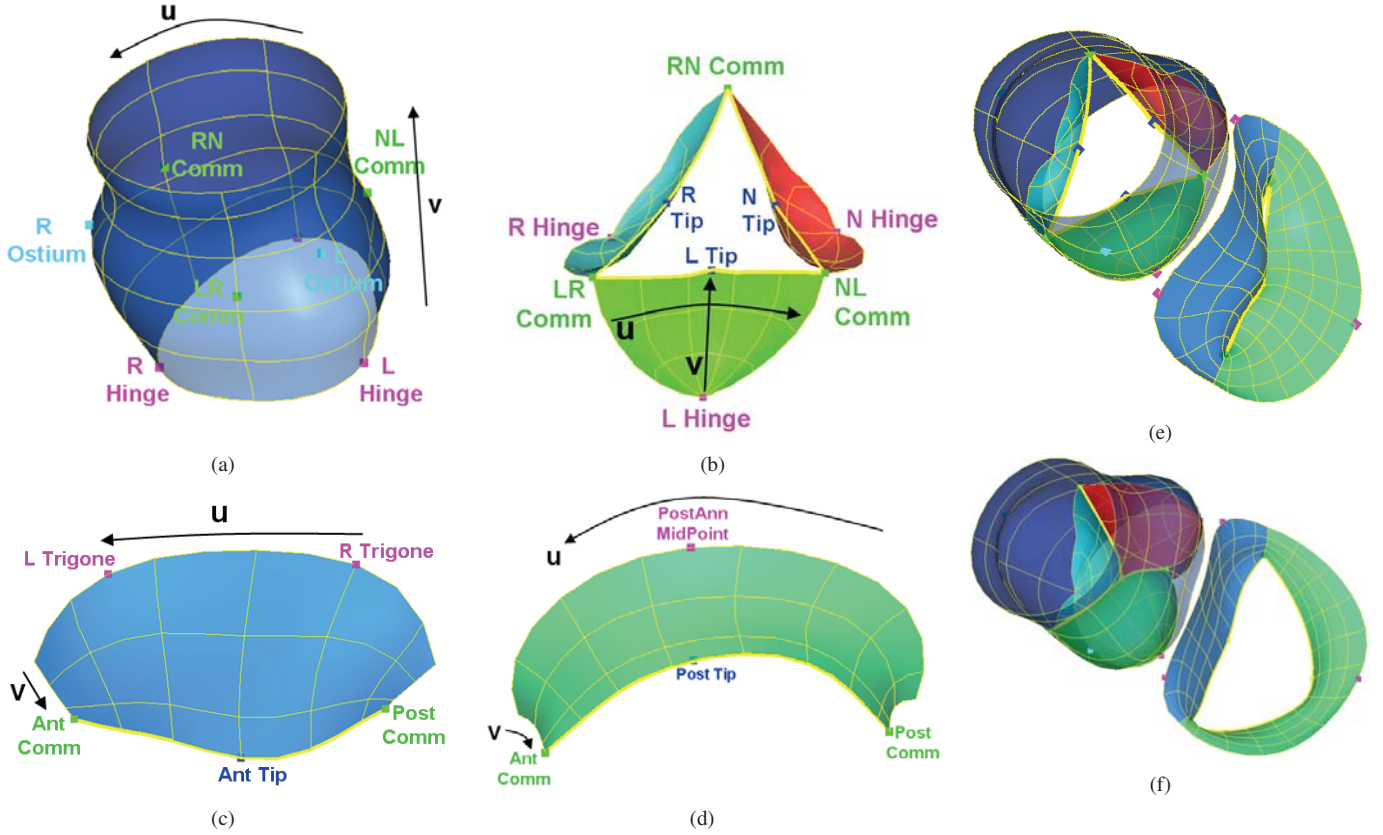 u
RN
Comm
NL
Comm
v
R
Ostium
L
Ostium
LR
Comm
R
Hinge
L
Hinge
(a)
RN Comm
R
Tip
N
Tip
R Hinge
N Hinge
L Tip
LR
Comm
NL
Comm
u
v
L Hinge
(b)
(e)
u
L Trigone
R Trigone
v
Ant
Comm
Post
Comm
Ant Tip
(c)
PostAnn
MidPoint
u
Post Tip
v
Ant
Comm
Post
Comm
(d)
(f)